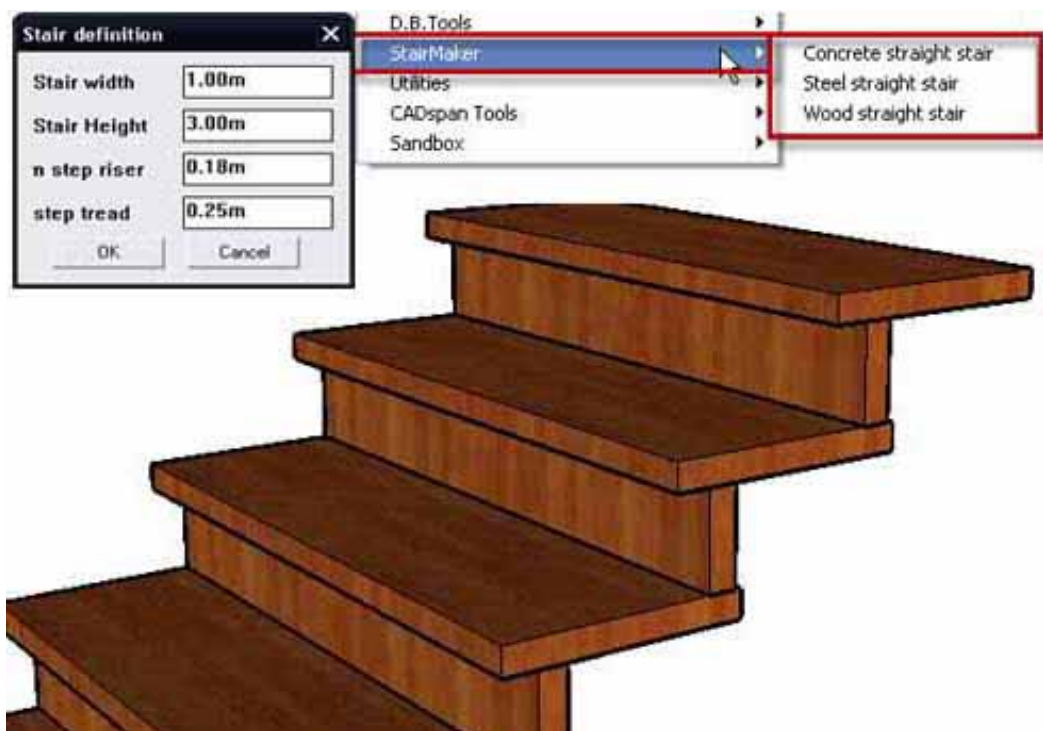 Stair definition
Stair width 1.00m
Stair Height 3.00m
n step riser 0.18m
step tread 0.25m
OK Cancel
D.B.Tools
StairMaker
Utilities
CADspan Tools
Sandbox
Concrete straight stair
Steel straight stair
Wood straight stair